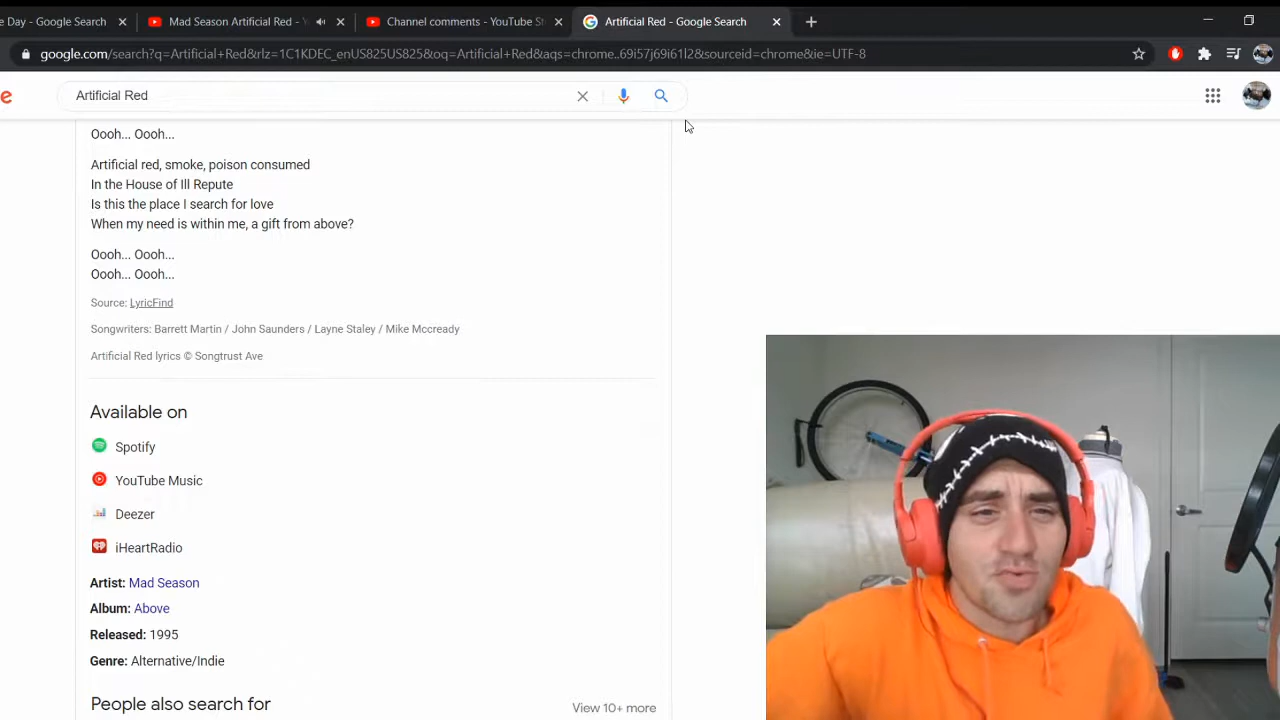 e Day - Google Search
Mad Season Artificial Red -
Channel comments - YouTube St
Artificial Red - Google Search
google.com/search?q=Artificial+Red&rlz=1C1KDEC_enUS825US825&oq=Artificial+Red&aqs=chrome..69i57j69i61l2&sourceid=chrome&ie=UTF-8
e
Artificial Red
Oooh... Oooh...
Artificial red, smoke, poison consumed
In the House of Ill Repute
Is this the place I search for love
When my need is within me, a gift from above?
Oooh... Oooh...
Oooh... Oooh...
Source: LyricFind
Songwriters: Barrett Martin / John Saunders / Layne Staley / Mike Mccready
Artificial Red lyrics © Songtrust Ave
Available on
Spotify
YouTube Music
Deezer
iHeartRadio
Artist: Mad Season
Album: Above
Released: 1995
Genre: Alternative/Indie
People also search for
View 10+ more